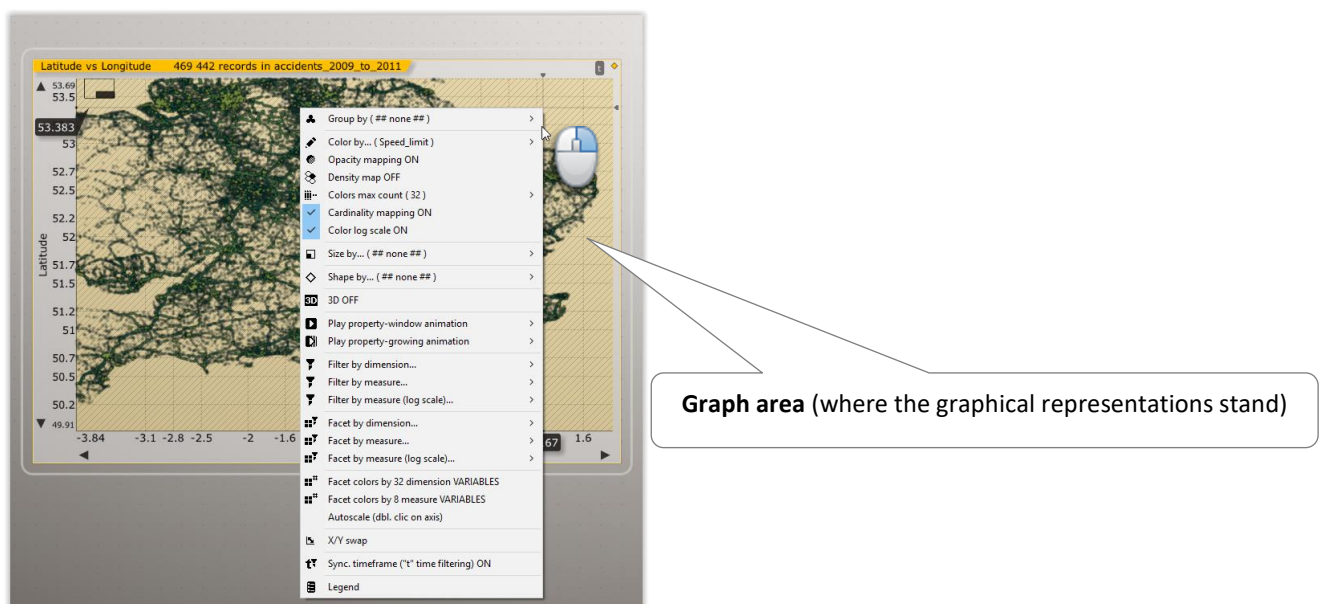 Latitude vs Longitude 469 442 records in accidents_2009_to_2011
t
53.69
53.5
53.383
53
52.7
52.5
52.2
52
51.7
51.5
51.2
51
50.7
50.5
50.2
49.91
Latitude
-3.84 -3.1 -2.8 -2.5 -2 -1.6 67 1.6
Group by ( ## none ## )
Color by... ( Speed_limit )
Opacity mapping ON
Density map OFF
Colors max count ( 32 )
Cardinality mapping ON
Color log scale ON
Size by... ( ## none ## )
Shape by... ( ## none ## )
3D 3D OFF
Play property-window animation
Play property-growing animation
Filter by dimension...
Filter by measure...
Filter by measure (log scale)...
Facet by dimension...
Facet by measure...
Facet by measure (log scale)...
Facet colors by 32 dimension VARIABLES
Facet colors by 8 measure VARIABLES
Autoscale (dbl. clic on axis)
X/Y swap
t Sync. timeframe ("t" time filtering) ON
Legend
Graph area (where the graphical representations stand)